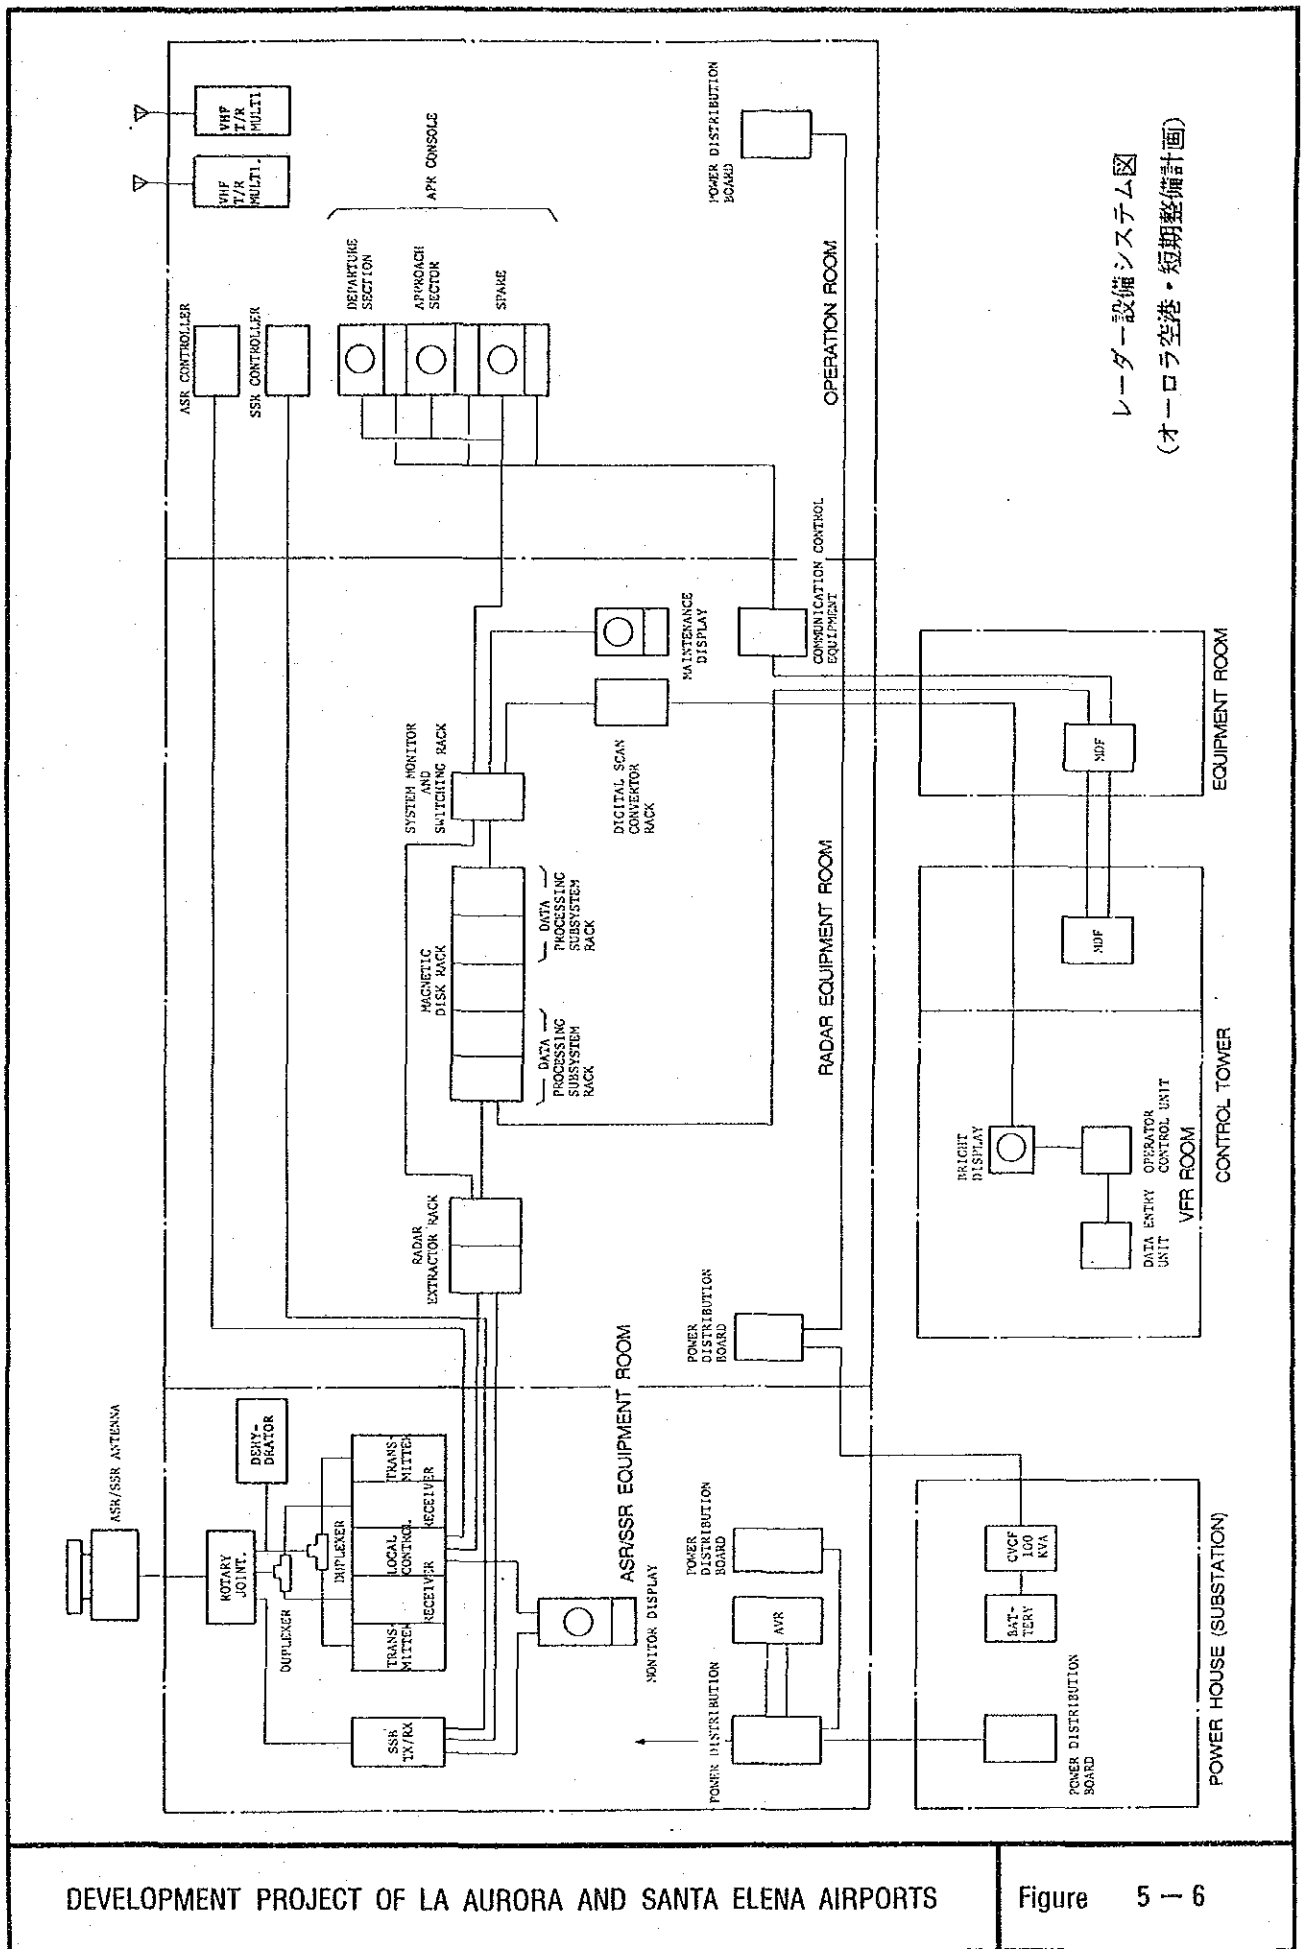 ASR/SSR ANTENNA
ROTARY
JOINT.
DEHY-
DRATOR
DUPLEXER
DUPLEXER
TRANS-
MITTER
RECEIVER
LOCAL
CONTROL
RECEIVER
TRANS-
MITTER
SSR
TX/RX
MONITOR DISPLAY
ASR/SSR EQUIPMENT ROOM
POWER DISTRIBUTION
AVR
POWER
DISTRIBUTION
BOARD
ASR CONTROLLER
SSR CONTROLLER
VHF
T/R
MULTI.
VHF
T/R
MULTI
DEPARTURE
SECTION
APPROACH
SECTOR
SPARE
APR CONSOLE
POWER DISTRIBUTION
BOARD
OPERATION ROOM
RADAR
EXTRACTOR RACK
MAGNETIC
DISK RACK
DATA
PROCESSING
SUBSYSTEM
RACK
DATA
PROCESSING
SUBSYSTEM
RACK
SYSTEM MONITOR
AND
SWITCHING RACK
DIGITAL SCAN
CONVERTOR
RACK
MAINTENANCE
DISPLAY
COMMUNICATION CONTROL
EQUIPMENT
POWER
DISTRIBUTION
BOARD
RADAR EQUIPMENT ROOM
CVCF
100
KVA
BAT-
TERY
POWER DISTRIBUTION
BOARD
POWER HOUSE (SUBSTATION)
BRIGHT
DISPLAY
DATA ENTRY
UNIT
OPERATOR
CONTROL UNIT
VFR ROOM
MDF
CONTROL TOWER
MDF
EQUIPMENT ROOM
レーダー設備システム図
(オーロラ空港・短期整備計画)
DEVELOPMENT PROJECT OF LA AURORA AND SANTA ELENA AIRPORTS
Figure 5 — 6